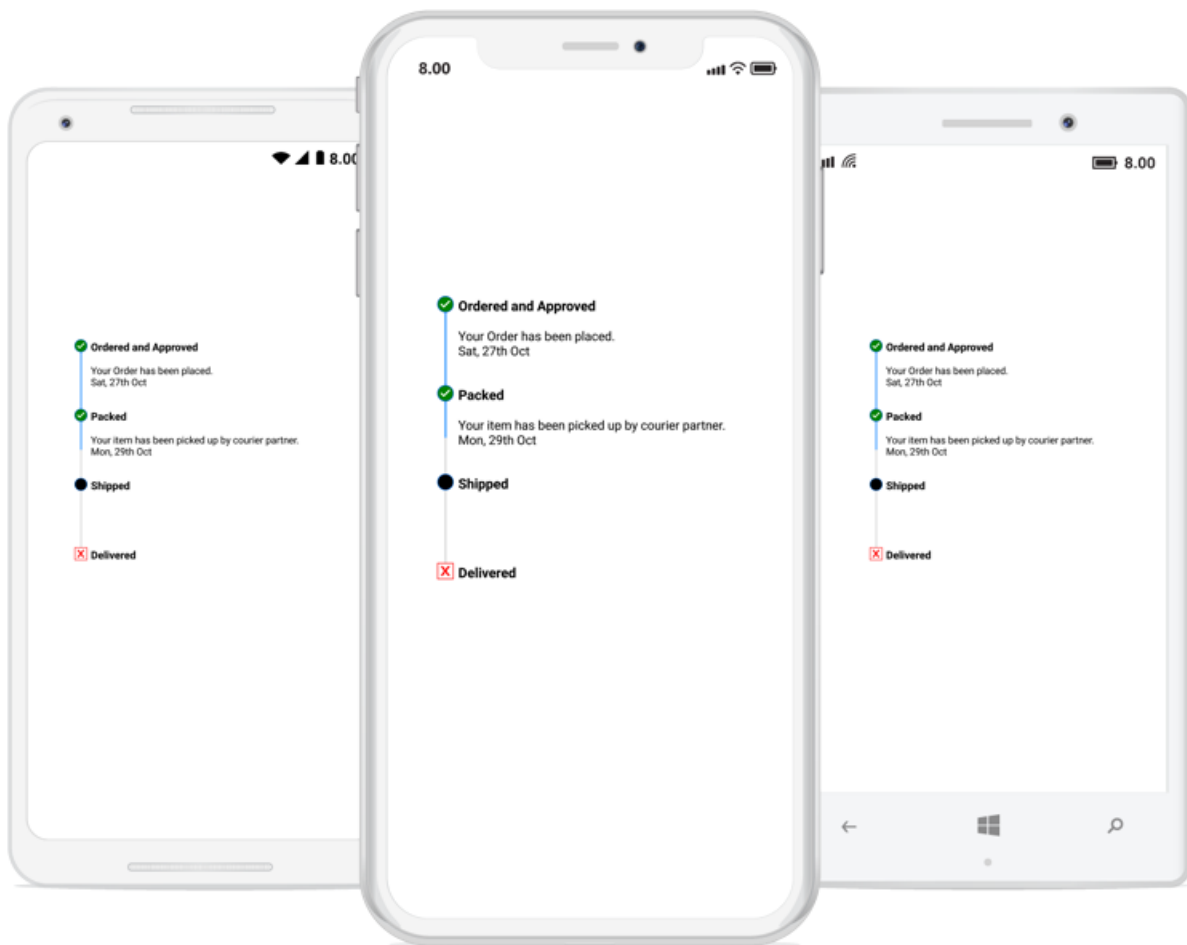 8.00
Ordered and Approved
Your Order has been placed.
Sat, 27th Oct
Packed
Your item has been picked up by courier partner.
Mon, 29th Oct
Shipped
X Delivered
8.00
Ordered and Approved
Your Order has been placed.
Sat, 27th Oct
Packed
Your item has been picked up by courier partner.
Mon, 29th Oct
Shipped
X Delivered
8.00
Ordered and Approved
Your Order has been placed.
Sat, 27th Oct
Packed
Your item has been picked up by courier partner.
Mon, 29th Oct
Shipped
X Delivered